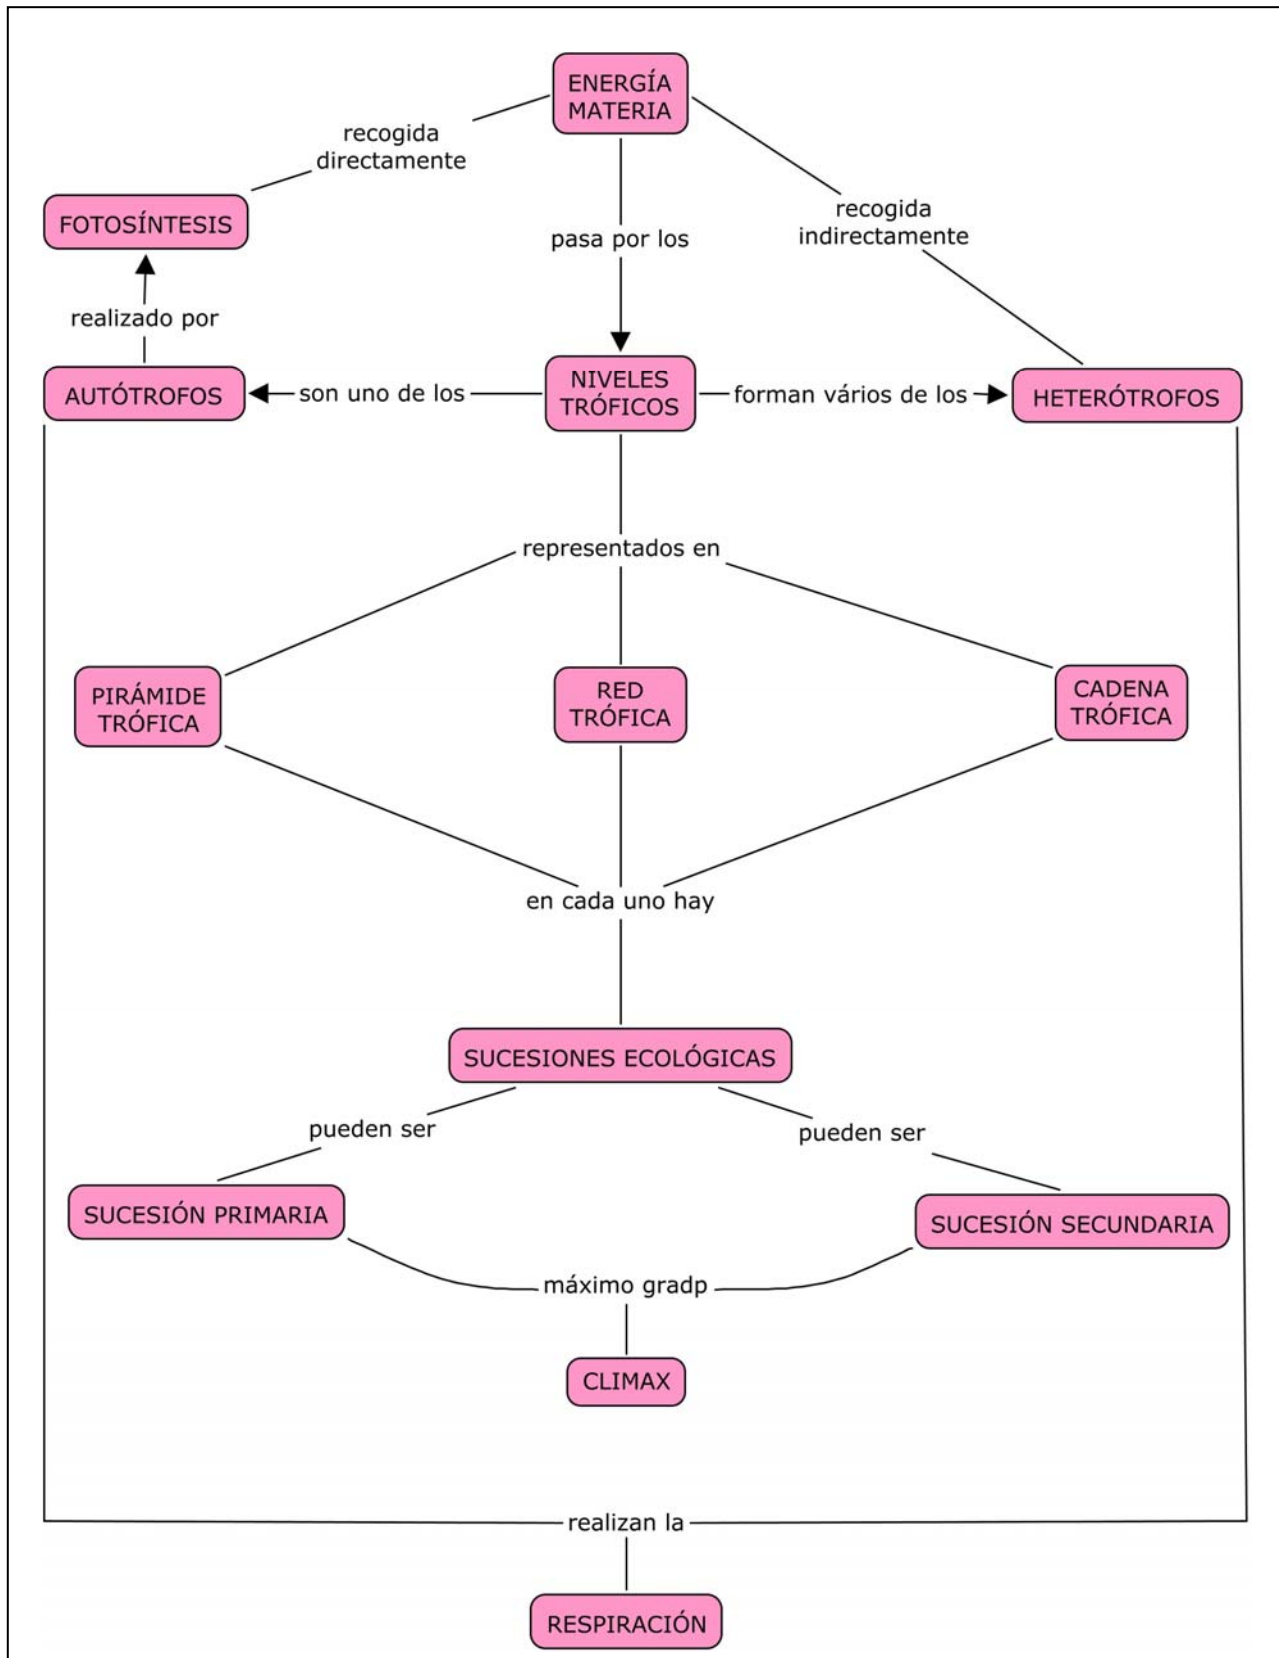 ENERGÍA
MATERIA
recogida
directamente
recogida
indirectamente
FOTOSÍNTESIS
pasa por los
realizado por
AUTÓTROFOS
son uno de los
NIVELES
TRÓFICOS
forman vários de los
HETERÓTROFOS
representados en
PIRÁMIDE
TRÓFICA
RED
TRÓFICA
CADENA
TRÓFICA
en cada uno hay
SUCESIONES ECOLÓGICAS
pueden ser
pueden ser
SUCESIÓN PRIMARIA
SUCESIÓN SECUNDARIA
máximo gradp
CLIMAX
realizan la
RESPIRACIÓN